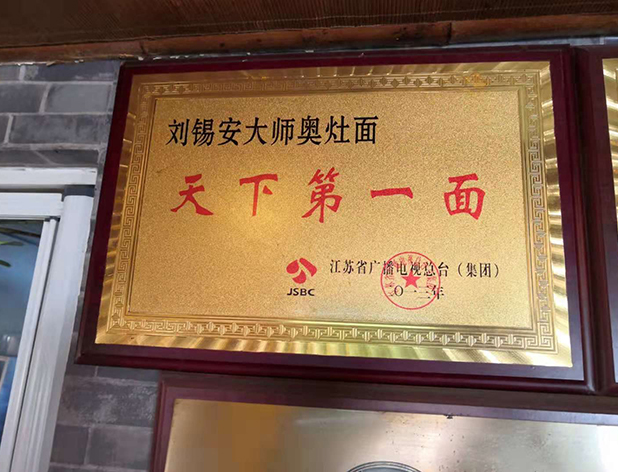 刘锡安大师奥灶面
天下第一面
JSBC
江苏省广播电视总台（集团）
二〇一三年